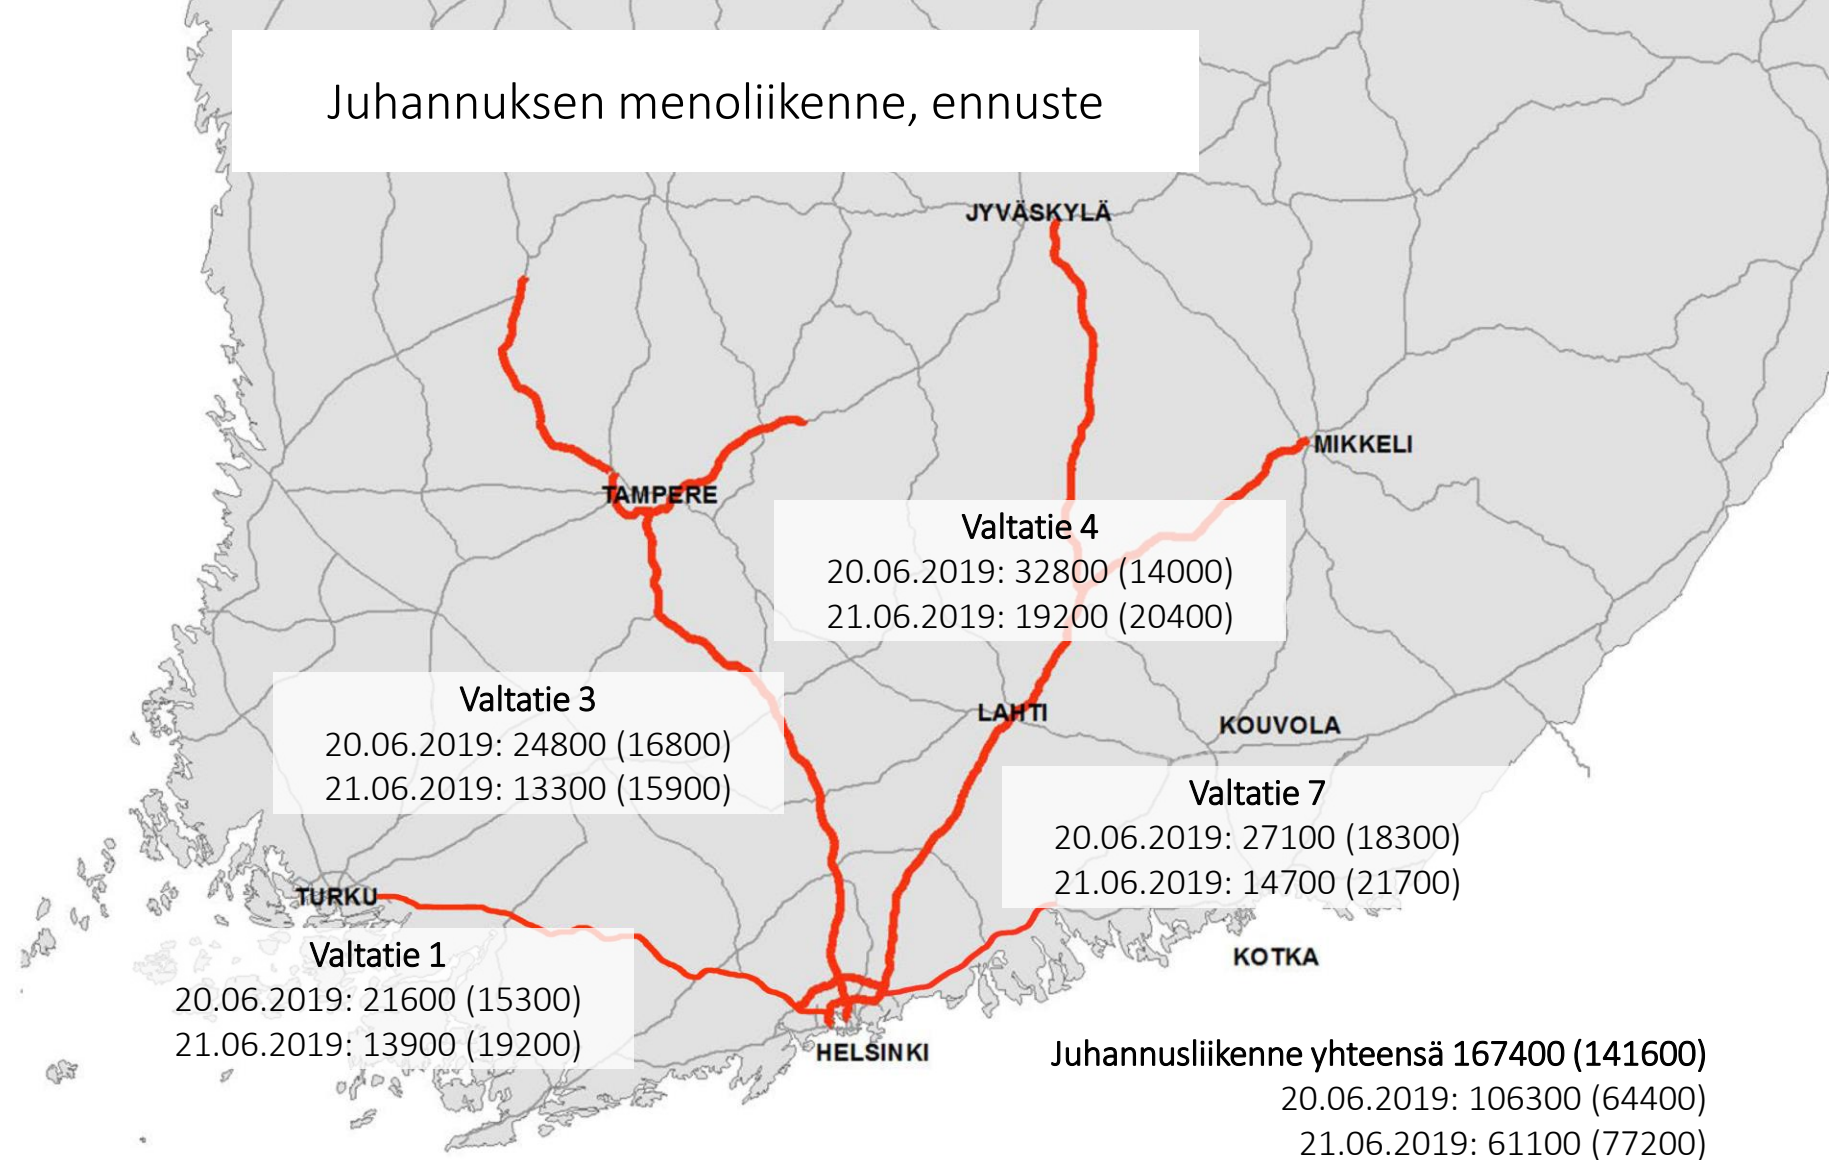 Juhannuksen menoliikenne, ennuste
JYVÄSKYLÄ
MIKKELI
TAMPERE
Valtatie 4
20.06.2019: 32800 (14000)
21.06.2019: 19200 (20400)
Valtatie 3
20.06.2019: 24800 (16800)
21.06.2019: 13300 (15900)
LAHTI
KOUVOLA
Valtatie 7
20.06.2019: 27100 (18300)
21.06.2019: 14700 (21700)
TURKU
Valtatie 1
20.06.2019: 21600 (15300)
21.06.2019: 13900 (19200)
KOTKA
HELSINKI
Juhannusliikenne yhteensä 167400 (141600)
20.06.2019: 106300 (64400)
21.06.2019: 61100 (77200)